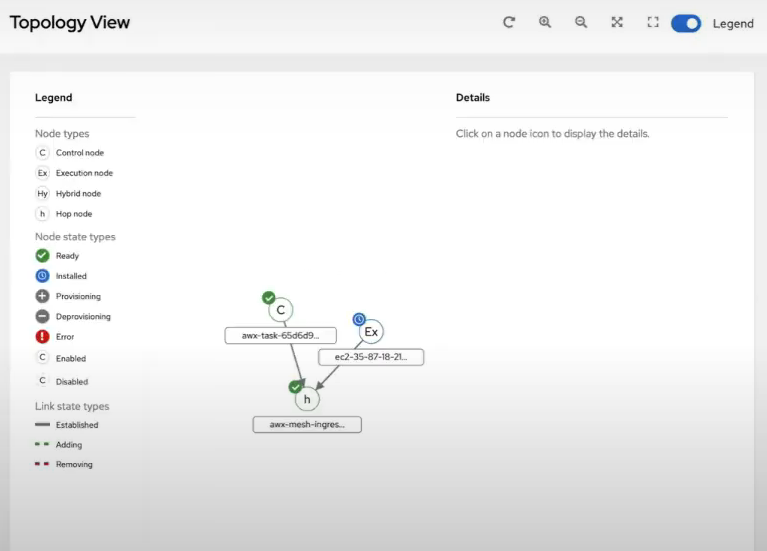 Topology View
Legend
Legend
Node types
C Control node
Ex Execution node
Hy Hybrid node
h Hop node
Node state types
Ready
Installed
Provisioning
Deprovisioning
! Error
C Enabled
C Disabled
Link state types
Established
Adding
Removing
C
awx-task-65d6d9...
Ex
ec2-35-87-18-21...
h
awx-mesh-ingres...
Details
Click on a node icon to display the details.